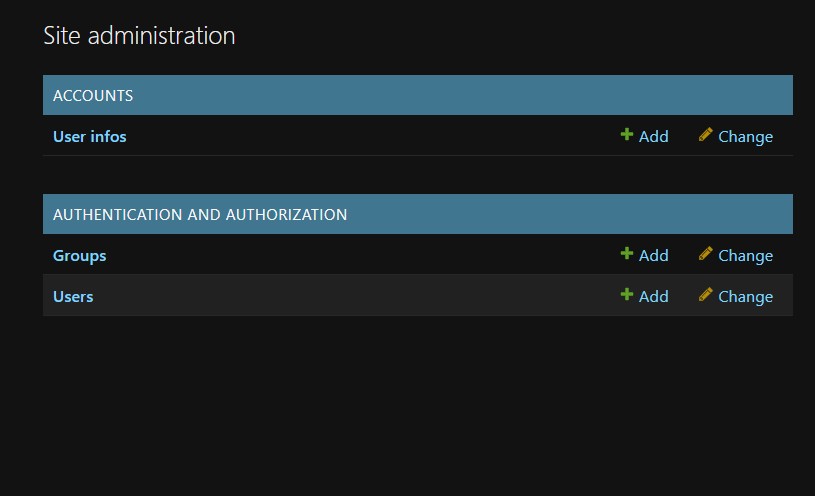 Site administration
ACCOUNTS
User infos Add Change
AUTHENTICATION AND AUTHORIZATION
Groups Add Change
Users Add Change